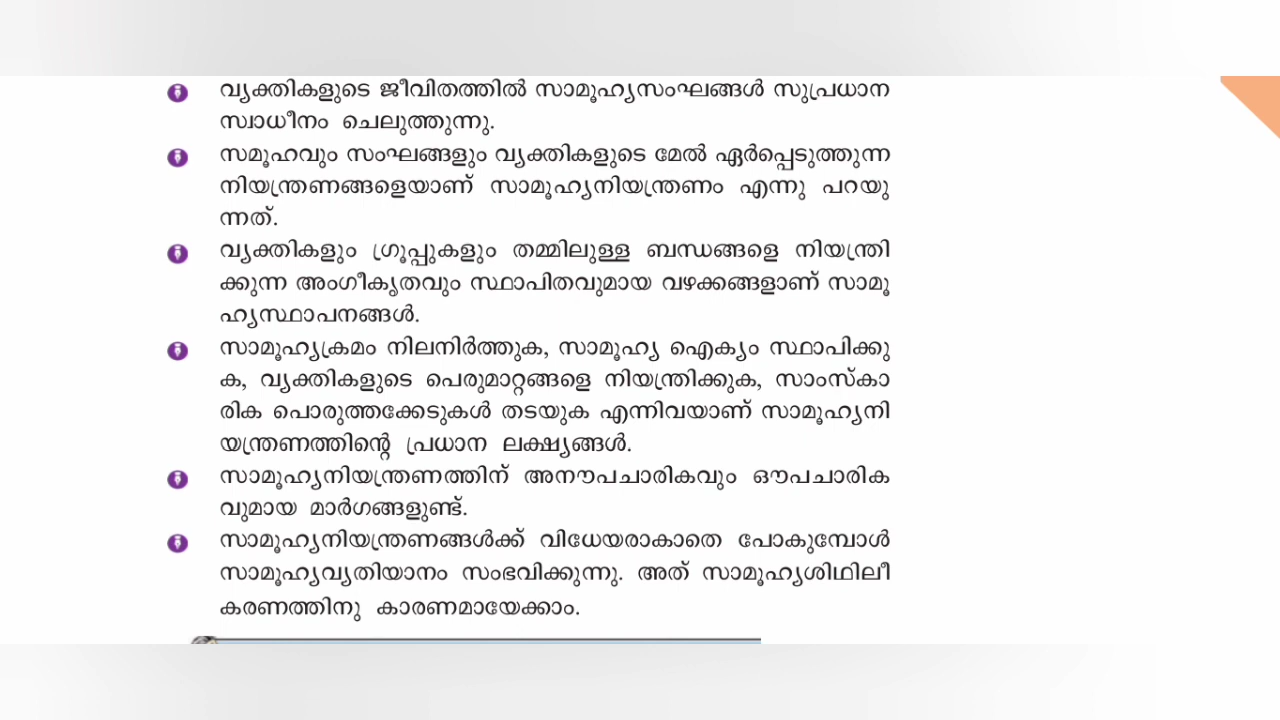 വ്യക്തികളുടെ ജീവിതത്തിൽ സാമൂഹ്യസംഘങ്ങൾ സുപ്രധാന
സ്വാധീനം ചെലുത്തുന്നു.
സമൂഹവും സംഘങ്ങളും വ്യക്തികളുടെ മേൽ ഏർപ്പെടുത്തുന്ന
നിയന്ത്രണങ്ങളെയാണ് സാമൂഹ്യനിയന്ത്രണം എന്നു പറയു
ന്നത്.
വ്യക്തികളും ഗ്രൂപ്പുകളും തമ്മിലുള്ള ബന്ധങ്ങളെ നിയന്ത്രി
ക്കുന്ന അംഗീകൃതവും സ്ഥാപിതവുമായ വഴക്കങ്ങളാണ് സാമൂ
ഹ്യസ്ഥാപനങ്ങൾ.
സാമൂഹ്യക്രമം നിലനിർത്തുക, സാമൂഹ്യ ഐക്യം സ്ഥാപിക്കു
ക, വ്യക്തികളുടെ പെരുമാറ്റങ്ങളെ നിയന്ത്രിക്കുക, സാംസ്കാ
രിക പൊരുത്തക്കേടുകൾ തടയുക എന്നിവയാണ് സാമൂഹ്യനി
യന്ത്രണത്തിന്റെ പ്രധാന ലക്ഷ്യങ്ങൾ.
സാമൂഹ്യനിയന്ത്രണത്തിന് അനൗപചാരികവും ഔപചാരിക
വുമായ മാർഗങ്ങളുണ്ട്.
സാമൂഹ്യനിയന്ത്രണങ്ങൾക്ക് വിധേയരാകാതെ പോകുമ്പോൾ
സാമൂഹ്യവ്യതിയാനം സംഭവിക്കുന്നു. അത് സാമൂഹ്യശിഥിലീ
കരണത്തിനു കാരണമായേക്കാം.